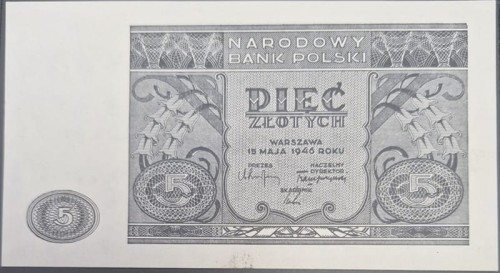 NARODOWY
BANK POLSKI
PIĘĆ
ZŁOTYCH
WARSZAWA
15 MAJA 1946 ROKU
PREZES NACZELNY
DYREKTOR
SKARBNIK
5 5 5